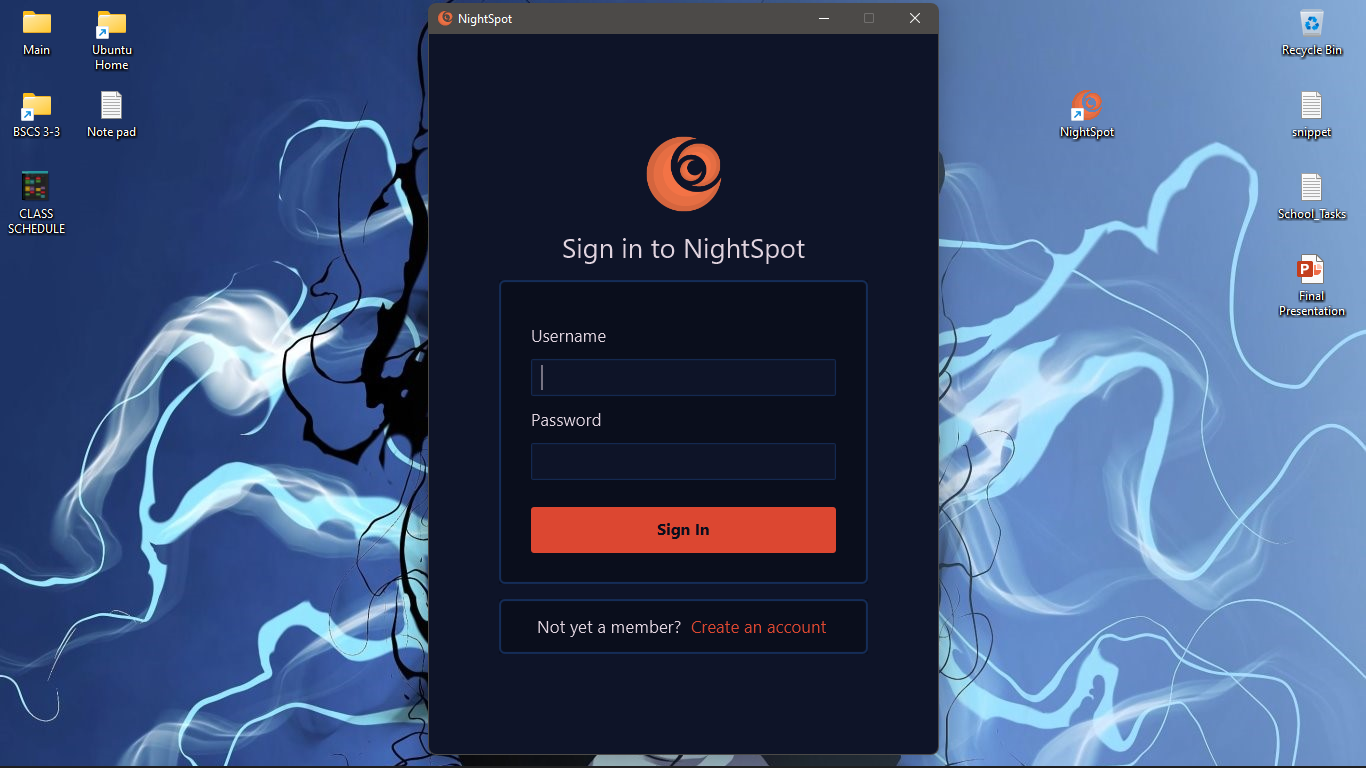 Main
Ubuntu
Home
BSCS 3-3
Note pad
CLASS
SCHEDULE
NightSpot
Sign in to NightSpot
Username
Password
Sign In
Not yet a member? Create an account
NightSpot
Recycle Bin
snippet
School_Tasks
P
Final
Presentation